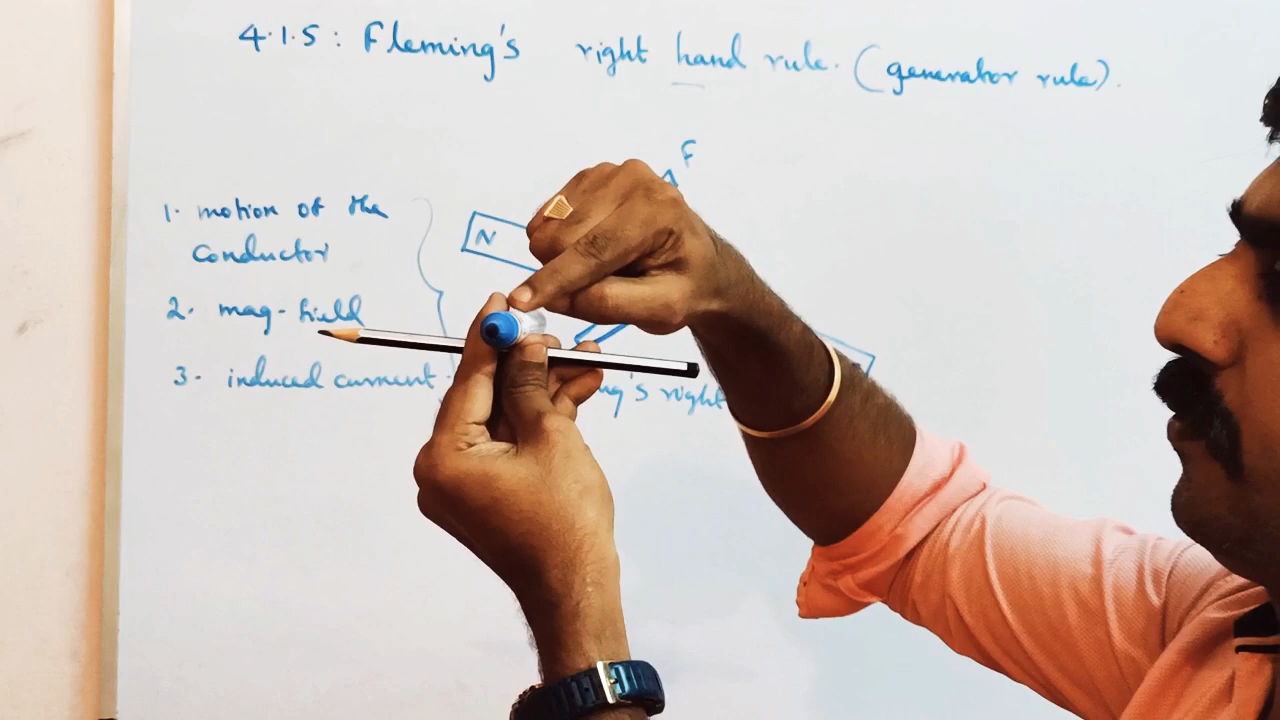 4.1.5 : Fleming's right hand rule. (generator rule).
F
1. motion of the
conductor
N
2. mag-field
3. induced current
ng's right